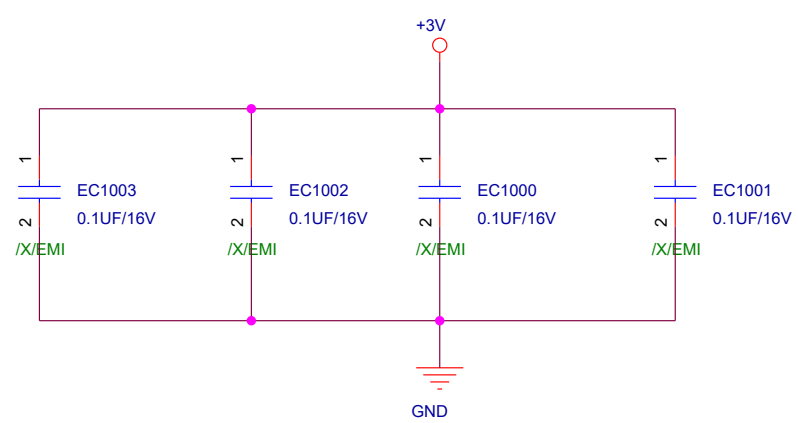 +3V
1
1
1
1
EC1003
EC1002
EC1000
EC1001
0.1UF/16V
0.1UF/16V
0.1UF/16V
0.1UF/16V
2
2
2
2
/X/EMI
/X/EMI
/X/EMI
/X/EMI
GND